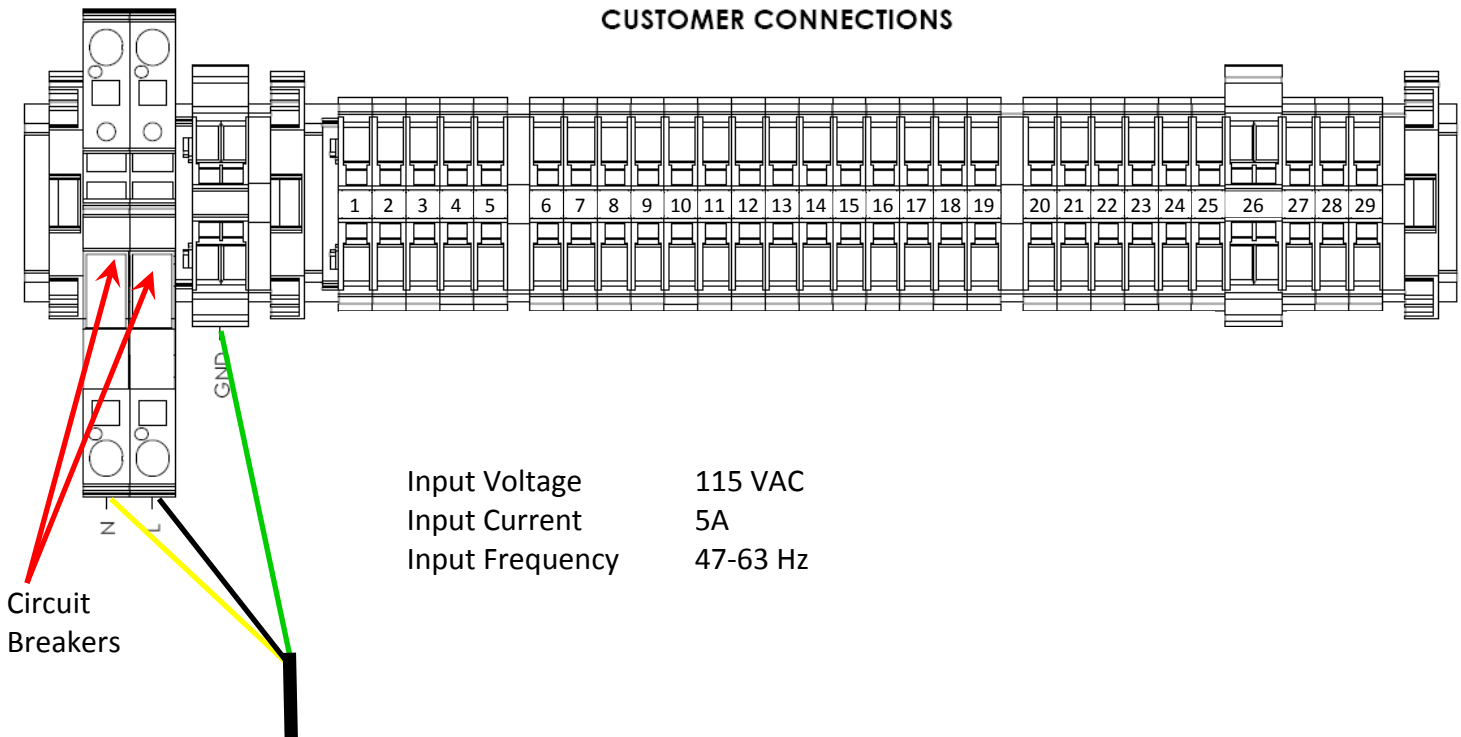 CUSTOMER CONNECTIONS
1 2 3 4 5 6 7 8 9 10 11 12 13 14 15 16 17 18 19 20 21 22 23 24 25 26 27 28 29
GND
N L
Input Voltage 115 VAC
Input Current 5A
Input Frequency 47-63 Hz
Circuit
Breakers